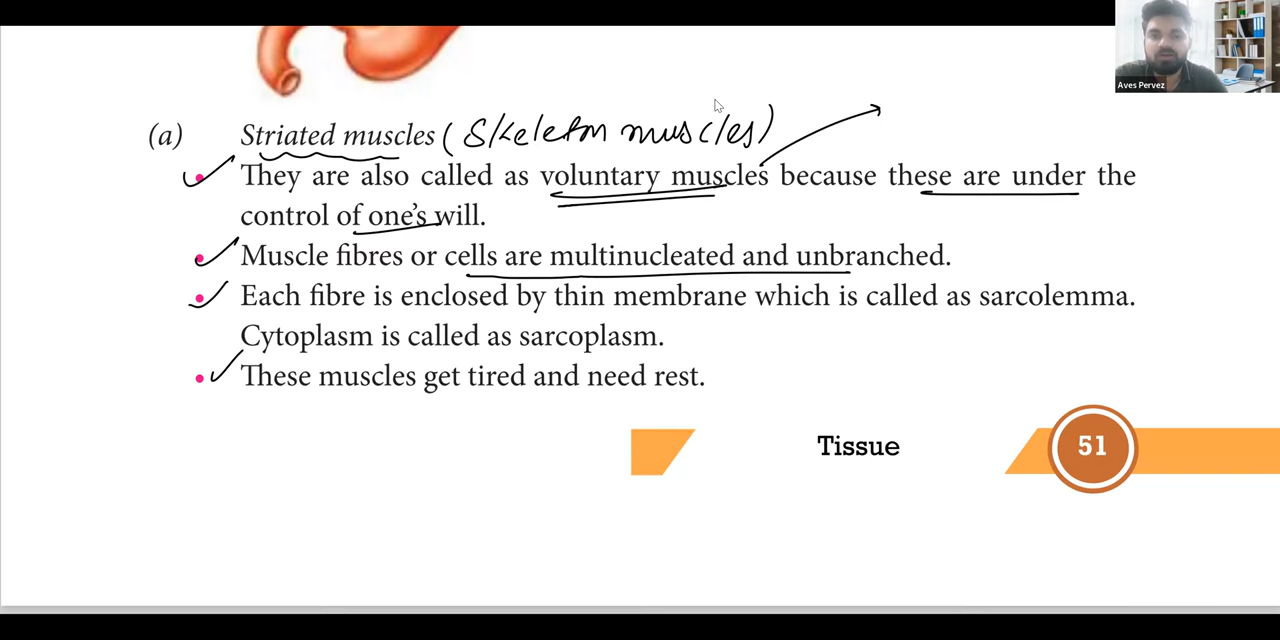 Aves Pervez
(a) Striated muscles (Skeleton muscles)
• They are also called as voluntary muscles because these are under the
control of one's will.
• Muscle fibres or cells are multinucleated and unbranched.
• Each fibre is enclosed by thin membrane which is called as sarcolemma.
Cytoplasm is called as sarcoplasm.
• These muscles get tired and need rest.
Tissue 51